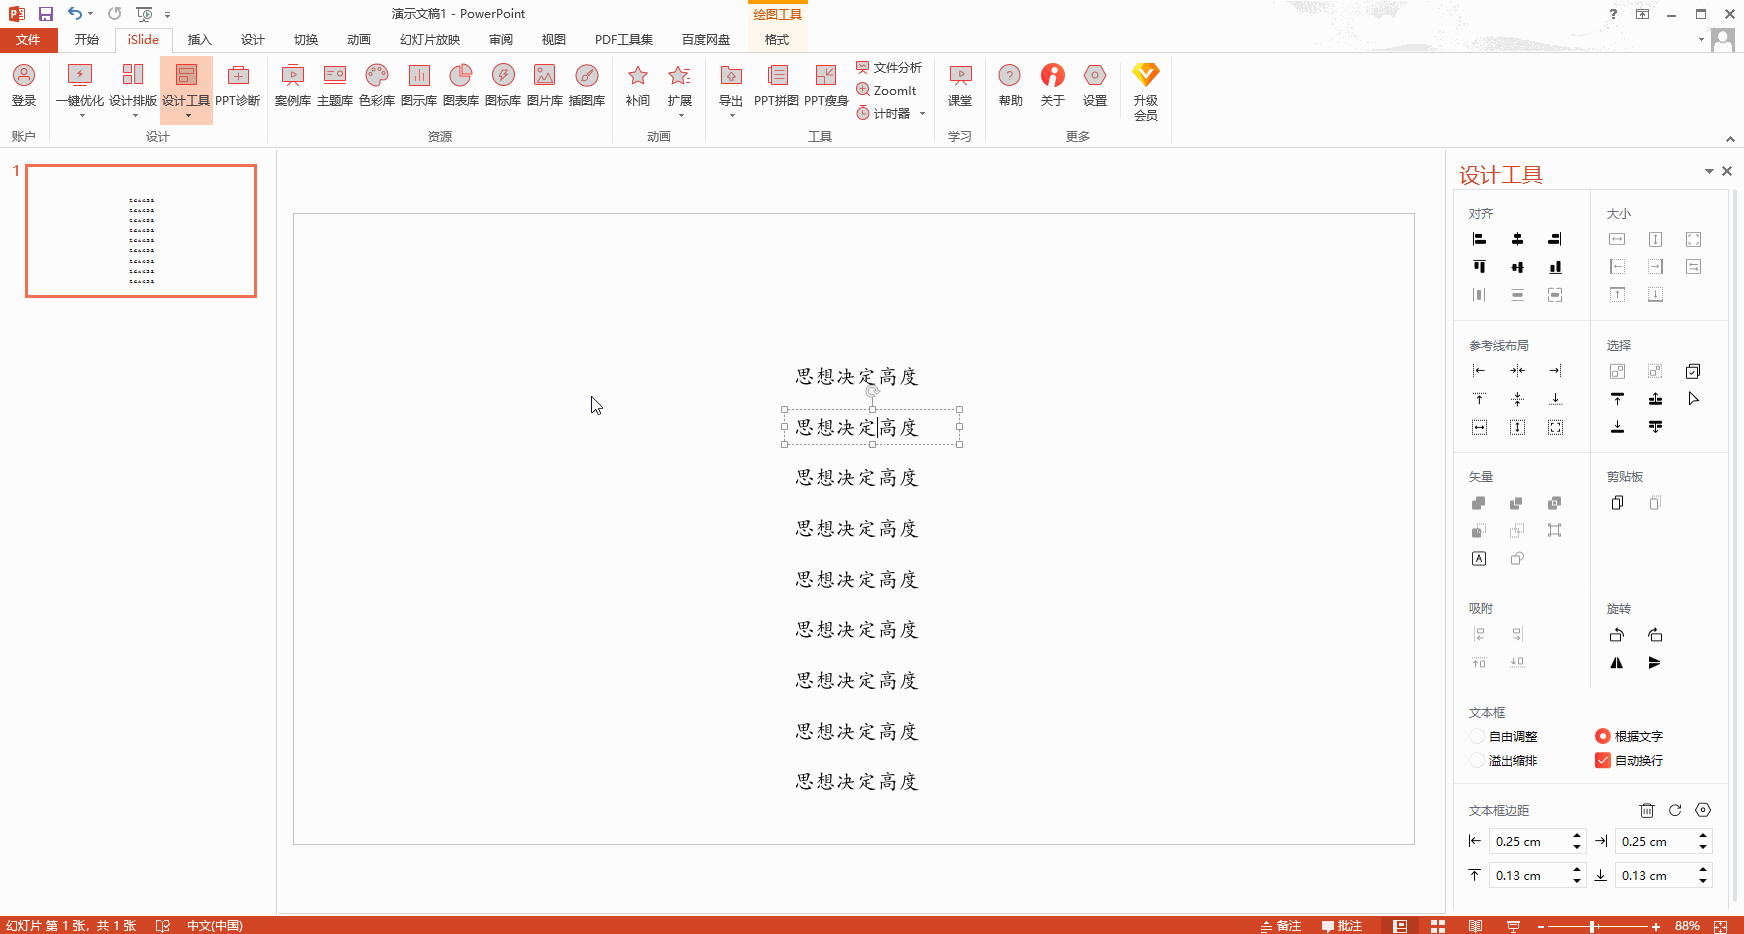 演示文稿1 - PowerPoint
绘图工具
?
文件 开始 iSlide 插入 设计 切换 动画 幻灯片放映 审阅 视图 PDF工具集 百度网盘 格式
登录 一键优化 设计排版 设计工具 PPT诊断 案例库 主题库 色彩库 图示库 图表库 图标库 图片库 插图库 补间 扩展 导出 PPT拼图 PPT瘦身 文件分析 ZoomIt 计时器 课堂 帮助 关于 设置 升级会员
账户 设计 资源 动画 工具 学习 更多
1
思想决定高度
思想决定高度
思想决定高度
思想决定高度
思想决定高度
思想决定高度
思想决定高度
思想决定高度
思想决定高度
设计工具
对齐 大小
参考线布局 选择
矢量 剪贴板
A
吸附 旋转
文本框
自由调整 根据文字
溢出缩排 自动换行
文本框边距
0.25 cm 0.25 cm
0.13 cm 0.13 cm
幻灯片 第 1 张，共 1 张 中文(中国) 备注 批注 88%